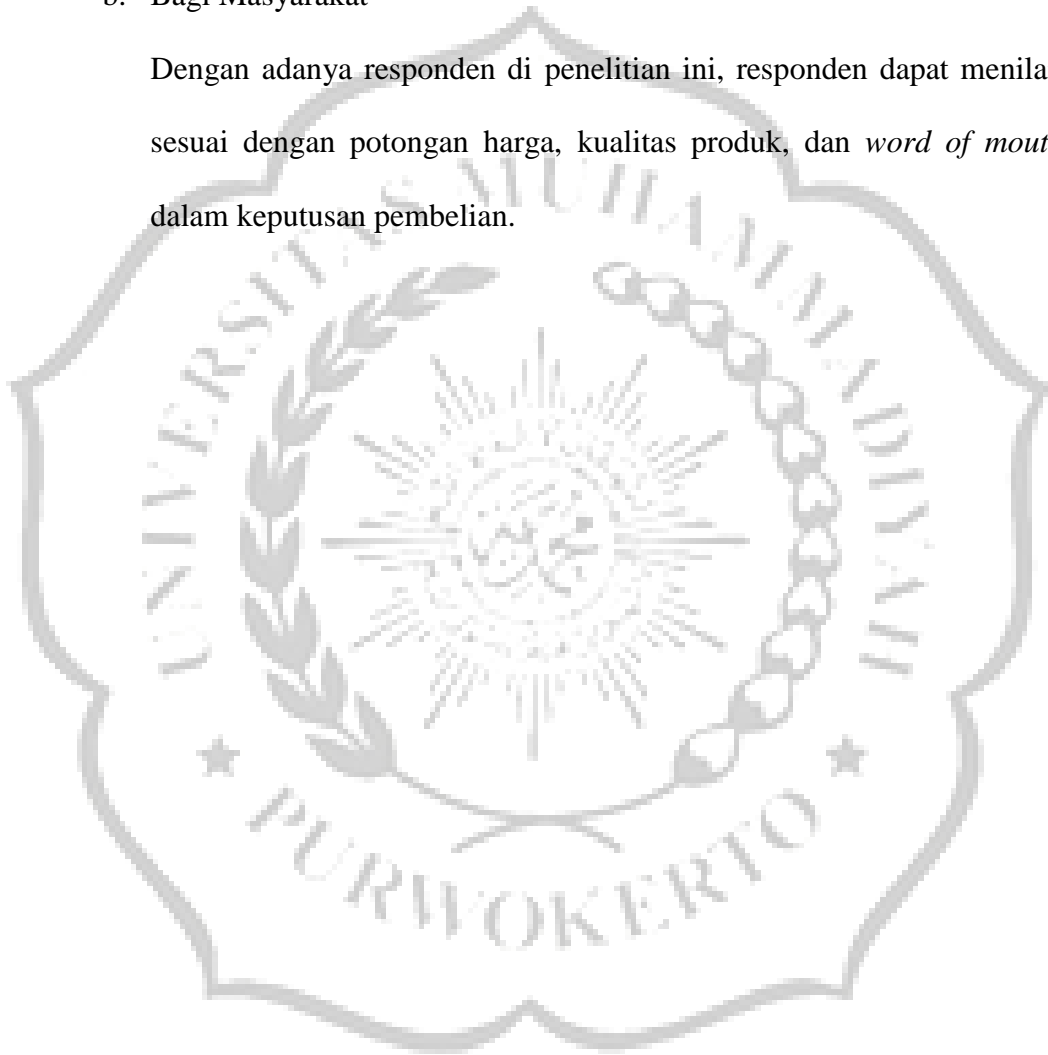 b. Bagi Masyarakat
Dengan adanya responden di penelitian ini, responden dapat menila
sesuai dengan potongan harga, kualitas produk, dan word of mout
dalam keputusan pembelian.
UNIVERSITAS MUHAMMADIYAH
PURWOKERTO